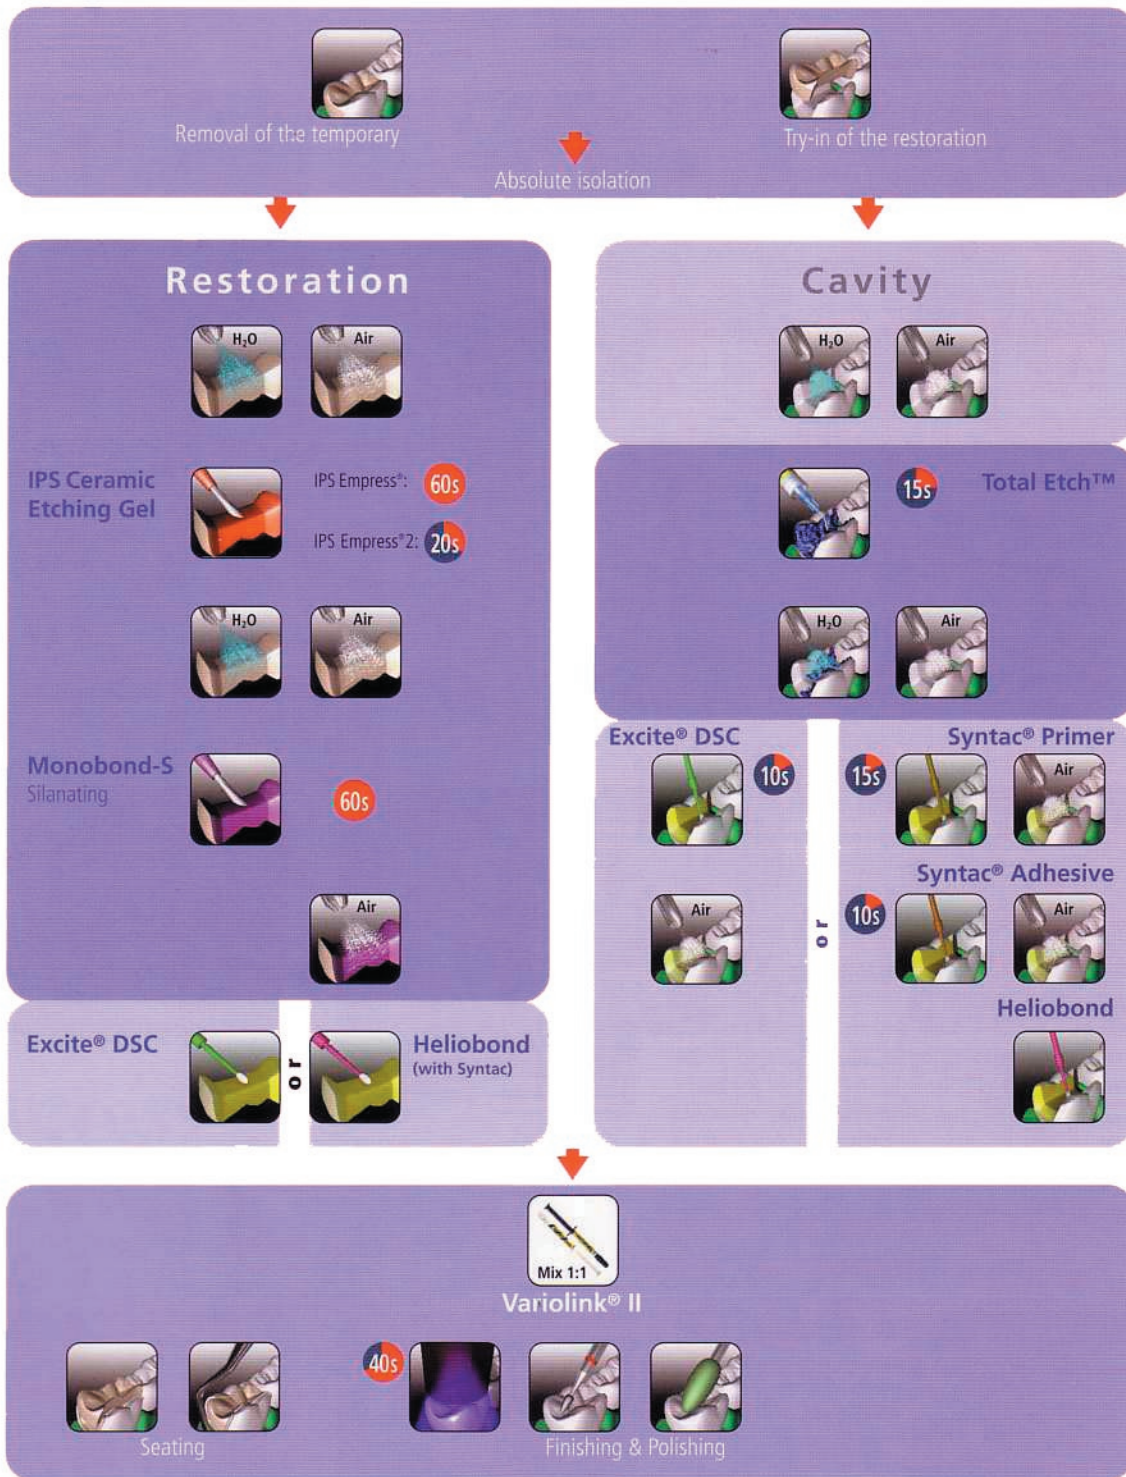 Removal of the temporary
Try-in of the restoration
Absolute isolation
Restoration
H₂O
Air
IPS Ceramic
Etching Gel
IPS Empress®:
60s
IPS Empress®2:
20s
H₂O
Air
Monobond-S
Silanating
60s
Air
Excite® DSC
or
Heliobond
(with Syntac)
Cavity
H₂O
Air
15s
Total Etch™
H₂O
Air
Excite® DSC
10s
Air
or
Syntac® Primer
15s
Air
Syntac® Adhesive
10s
Air
Heliobond
Mix 1:1
Variolink® II
Seating
40s
Finishing & Polishing